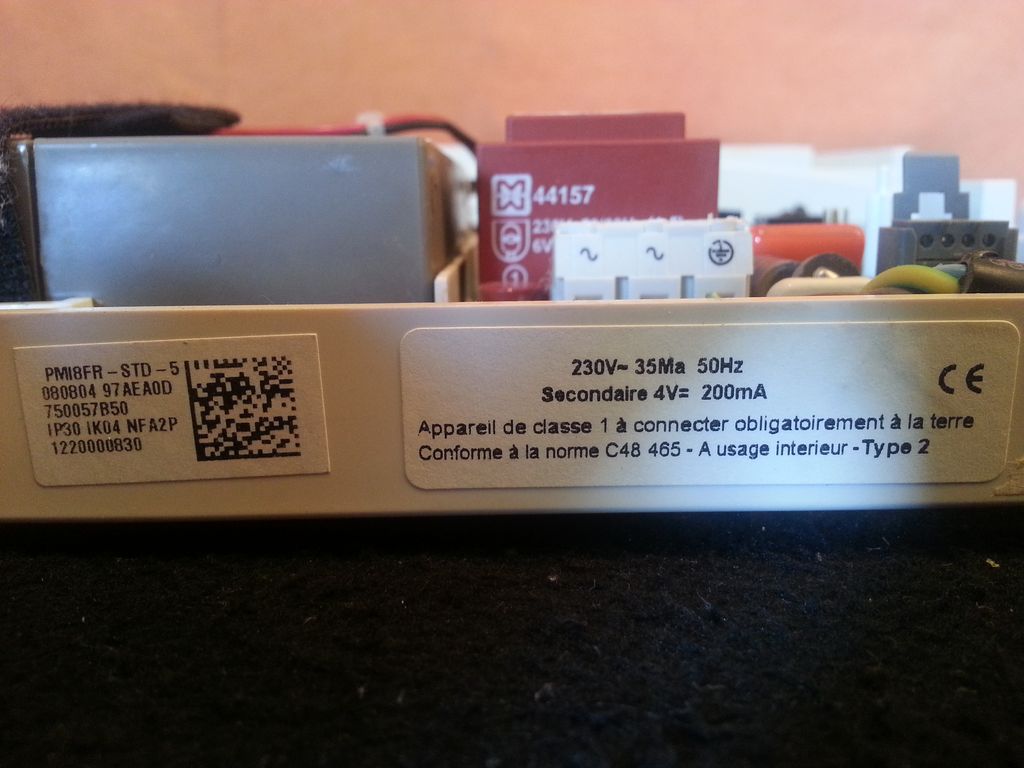 44157
6V
PMI8FR - STD - 5
080804 97AEA0D
750057B50
IP30 IK04 NFA2P
1220000830
230V~ 35Ma 50Hz
Secondaire 4V= 200mA
CE
Appareil de classe 1 à connecter obligatoirement à la terre
Conforme à la norme C48 465 - A usage interieur - Type 2